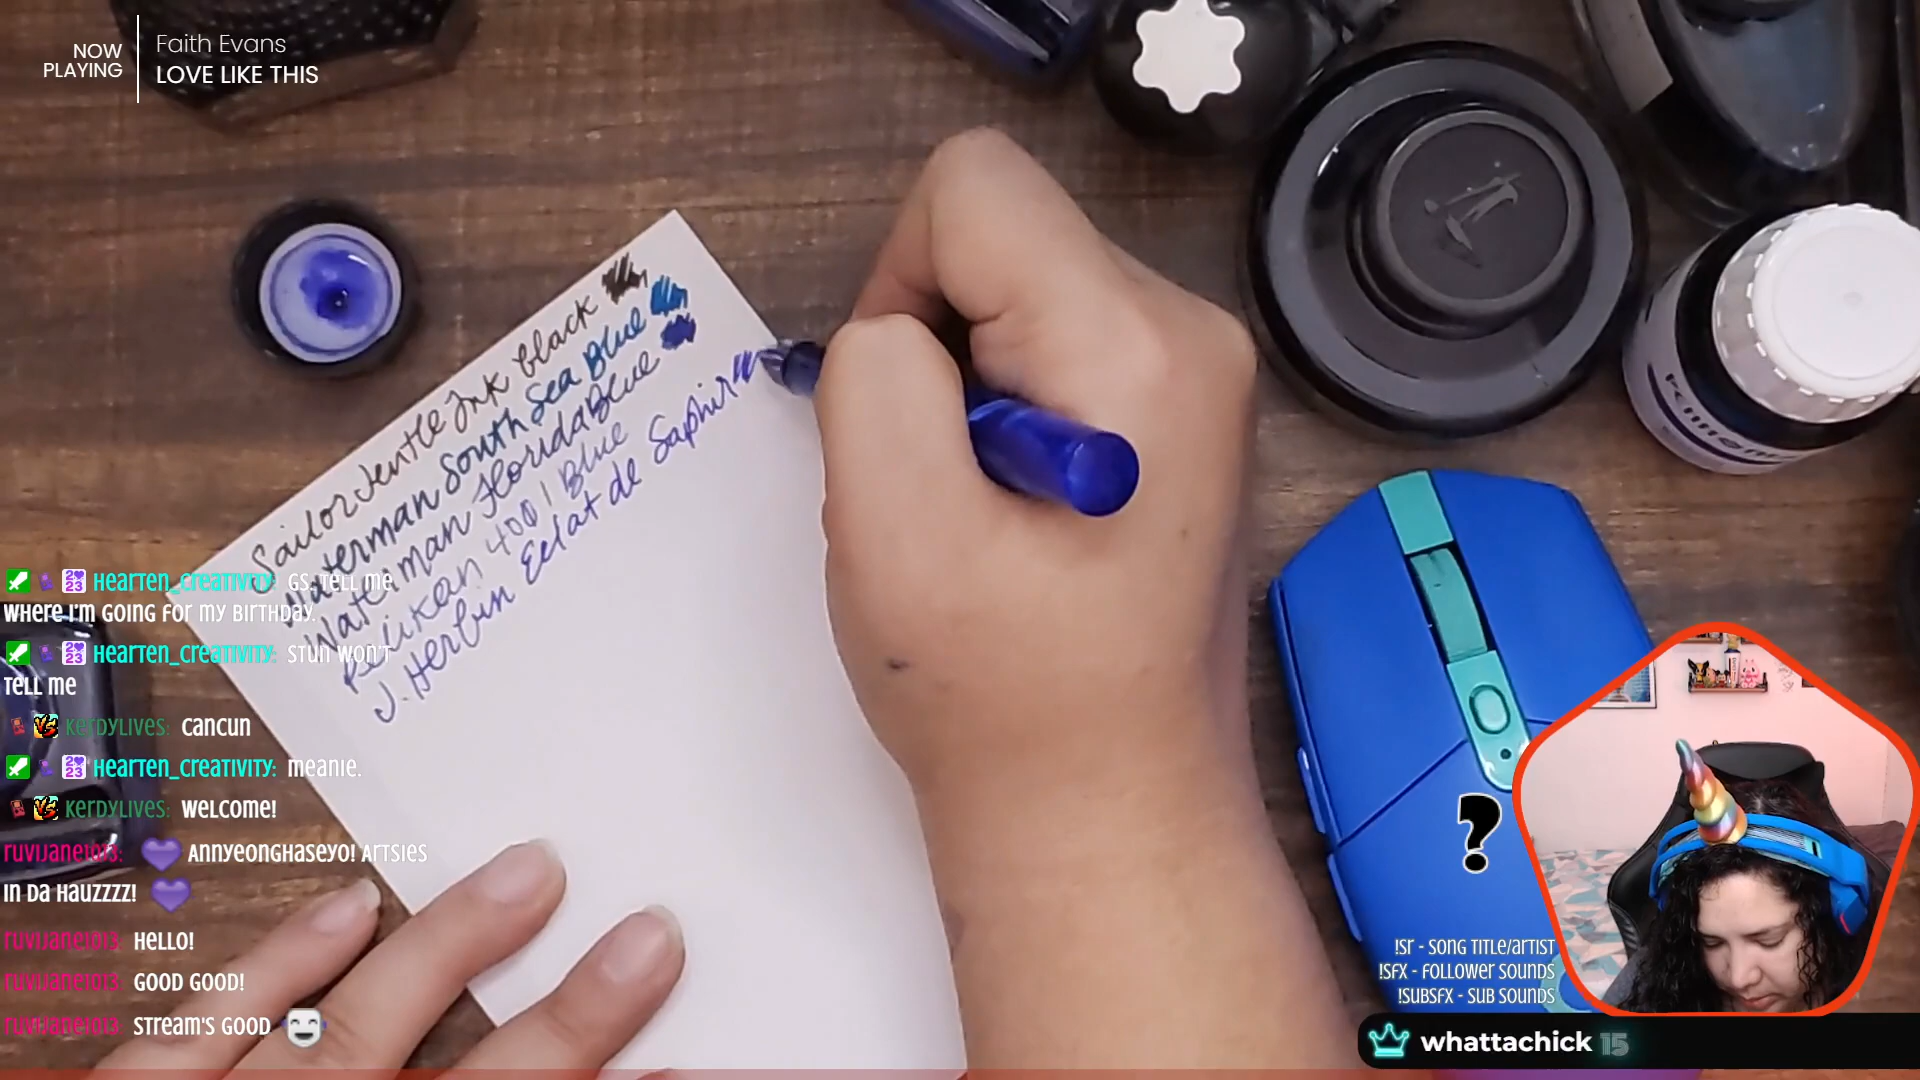 NOW
PLAYING
Faith Evans
LOVE LIKE THIS
Sailor Jentle Ink Black
Waterman South Sea Blue
Waterman Florida Blue
Pelikan 4001 Blue
J. Herbin Eclat de Saphir
Hearten_Creativity: GS. Tell me
where I'm going for my birthday.
Hearten_Creativity: Stun won't
tell me
KerdyLives: Cancun
Hearten_Creativity: meanie.
KerdyLives: Welcome!
ruvijane1013: Annyeonghaseyo! Artsies
in da hauzzzz!
ruvijane1013: Hello!
ruvijane1013: GOOD GOOD!
ruvijane1013: Stream's good
?
!sr - song title/artist
!sfx - follower sounds
!subsfx - sub sounds
whattachick 15